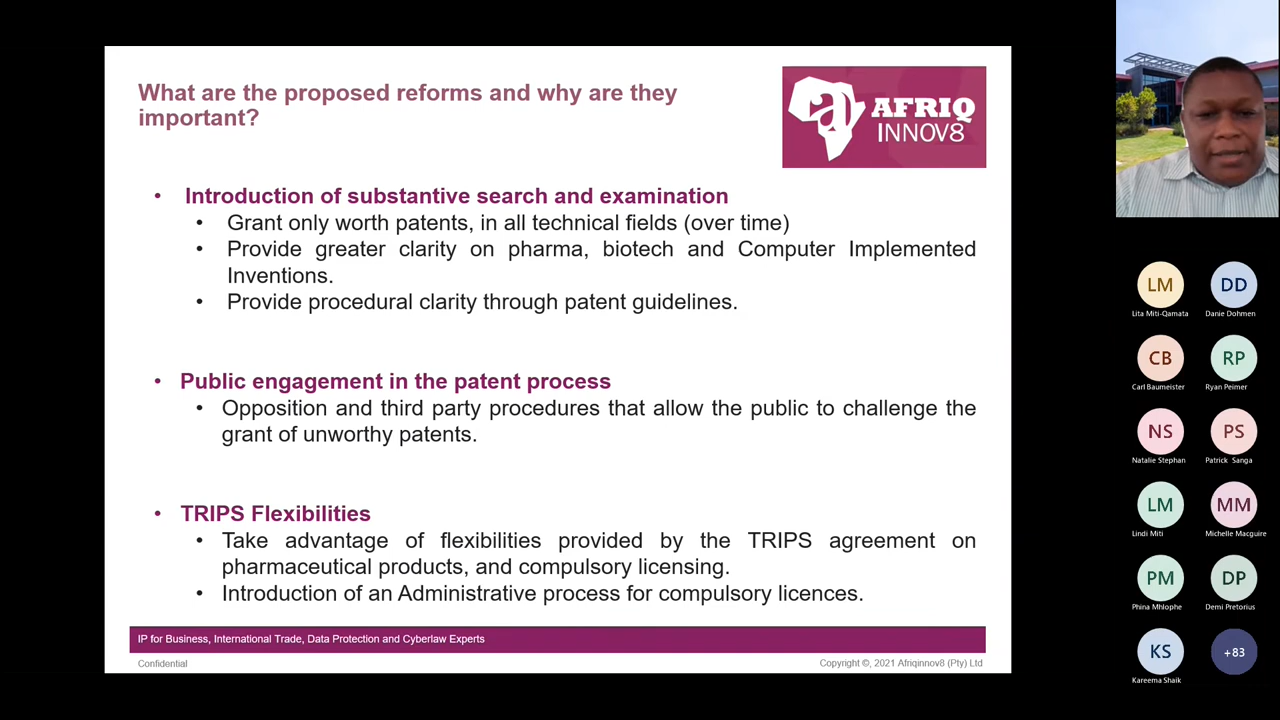 What are the proposed reforms and why are they
important?
a AFRIQ
INNOV8
• Introduction of substantive search and examination
• Grant only worth patents, in all technical fields (over time)
• Provide greater clarity on pharma, biotech and Computer Implemented
Inventions.
• Provide procedural clarity through patent guidelines.
• Public engagement in the patent process
• Opposition and third party procedures that allow the public to challenge the
grant of unworthy patents.
• TRIPS Flexibilities
• Take advantage of flexibilities provided by the TRIPS agreement on
pharmaceutical products, and compulsory licensing.
• Introduction of an Administrative process for compulsory licences.
IP for Business, International Trade, Data Protection and Cyberlaw Experts
Confidential
Copyright ©, 2021 Afriqinnov8 (Pty) Ltd
LM
Lita Miti-Qamata
DD
Danie Dohmen
CB
Carl Baumeister
RP
Ryan Peimer
NS
Natalie Stephan
PS
Patrick Sanga
LM
Lindi Miti
MM
Michelle Macguire
PM
Phina Mhlophe
DP
Demi Pretorius
KS
Kareema Shaik
+83